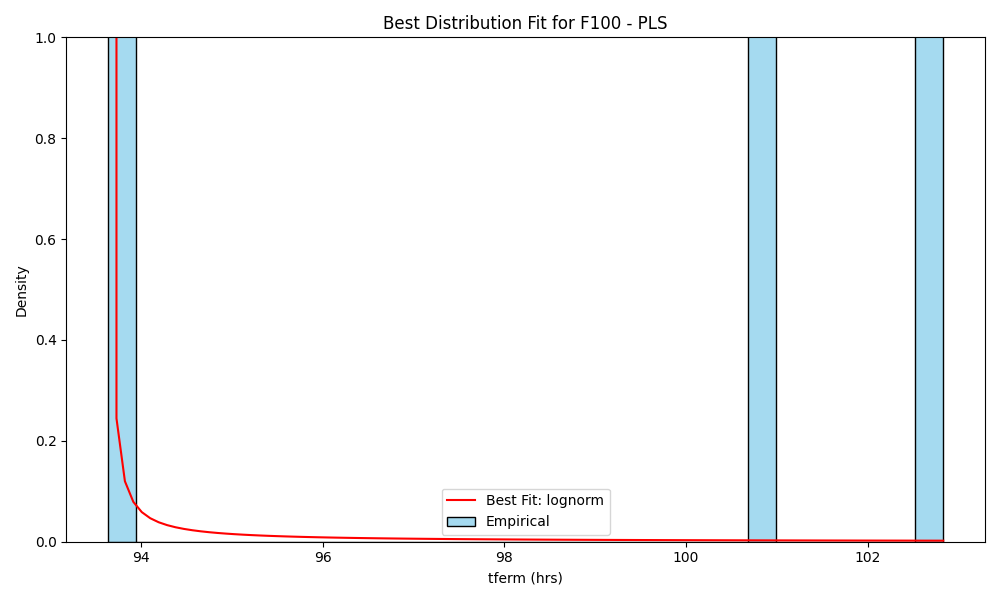 Best Distribution Fit for F100 - PLS
1.0
0.8
0.6
0.4
0.2
0.0
Density
Best Fit: lognorm
Empirical
94 96 98 100 102
tferm (hrs)